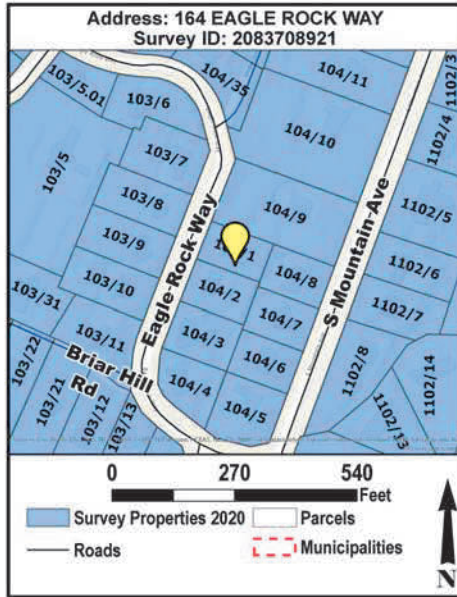 Address: 164 EAGLE ROCK WAY
Survey ID: 2083708921
103/5.01
104/35
104/11
1102/3
103/6
1102/4
104/10
103/7
103/5
1102/5
103/8
104/9
Eagle-Rock-Way
S-Mountain-Ave
103/9
1102/6
104/8
104/2
103/10
1102/7
103/31
104/7
104/3
103/11
103/22
Briar Hill
Rd
104/6
1102/8
103/21
104/4
1102/14
103/12
103/13
104/5
1102/13
0 270 540
Feet
Survey Properties 2020 Parcels
Roads Municipalities
N